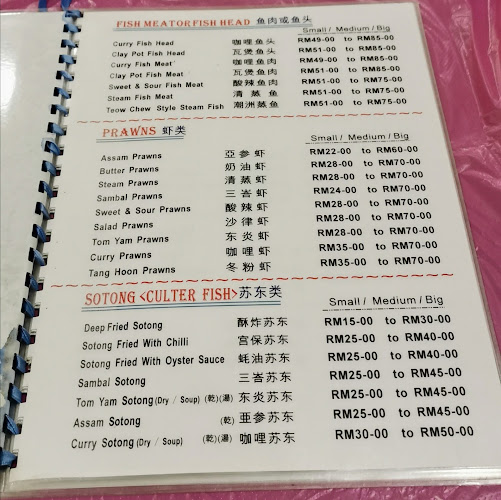 FISH MEATORFISH HEAD 鱼肉或鱼头
Small / Medium / Big
Curry Fish Head 咖哩鱼头 RM49-00 to RM85-00
Clay Pot Fish Head 瓦煲鱼头 RM51-00 to RM85-00
Curry Fish Meat 咖哩鱼肉 RM49-00 to RM85-00
Clay Pot Fish Meat 瓦煲鱼肉 RM51-00 to RM85-00
Sweet & Sour Fish Meat 酸辣鱼肉 RM51-00 to RM75-00
Steam Fish Meat 清蒸鱼 RM51-00 to RM75-00
Teow Chew Style Steam Fish 潮洲蒸鱼 RM51-00 to RM75-00
PRAWNS 虾类
Small / Medium / Big
Assam Prawns 亞参虾 RM22-00 to RM60-00
Butter Prawns 奶油虾 RM28-00 to RM70-00
Steam Prawns 清蒸虾 RM28-00 to RM70-00
Sambal Prawns 三峇虾 RM24-00 to RM70-00
Sweet & Sour Prawns 酸辣虾 RM28-00 to RM70-00
Salad Prawns 沙律虾 RM28-00 to RM70-00
Tom Yam Prawns 东炎虾 RM28-00 to RM70-00
Curry Prawns 咖哩虾 RM35-00 to RM70-00
Tang Hoon Prawns 冬粉虾 RM35-00 to RM70-00
SOTONG <CULTER FISH> 苏东类
Small / Medium / Big
Deep Fried Sotong 酥炸苏东 RM15-00 to RM30-00
Sotong Fried With Chilli 宫保苏东 RM25-00 to RM40-00
Sotong Fried With Oyster Sauce 蚝油苏东 RM25-00 to RM40-00
Sambal Sotong 三峇苏东 RM25-00 to RM45-00
Tom Yam Sotong (Dry / Soup) (乾)(湯) 东炎苏东 RM25-00 to RM45-00
Assam Sotong (乾) 亜参苏东 RM25-00 to RM45-00
Curry Sotong (Dry / Soup) (乾)(湯) 咖哩苏东 RM30-00 to RM50-00